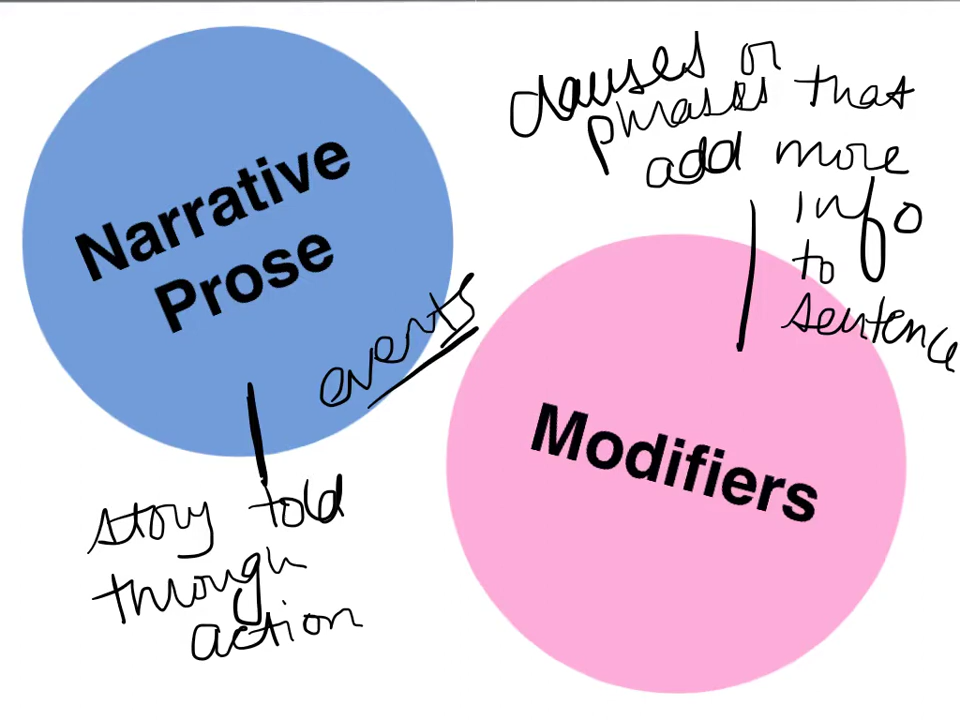 Narrative
Prose
events
story told
through
action
clauses or
phrases that
add more
info
to
sentence
Modifiers